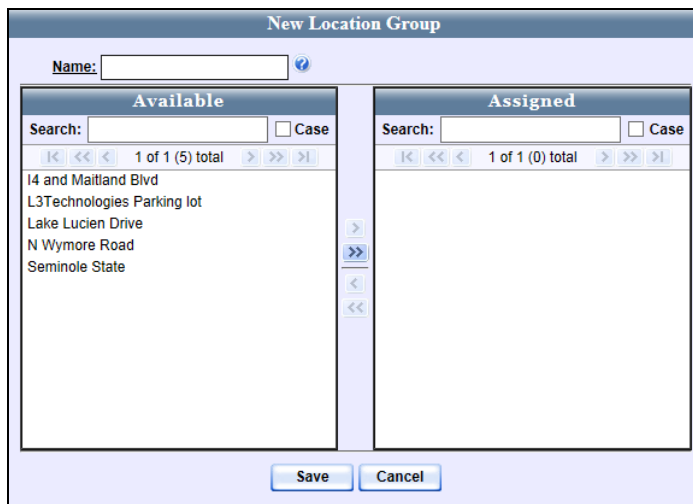 New Location Group
Name:
?
Available
Search: Case
|< << < 1 of 1 (5) total > >> >|
I4 and Maitland Blvd
L3Technologies Parking lot
Lake Lucien Drive
N Wymore Road
Seminole State
>
>>
<
<<
Assigned
Search: Case
|< << < 1 of 1 (0) total > >> >|
Save Cancel